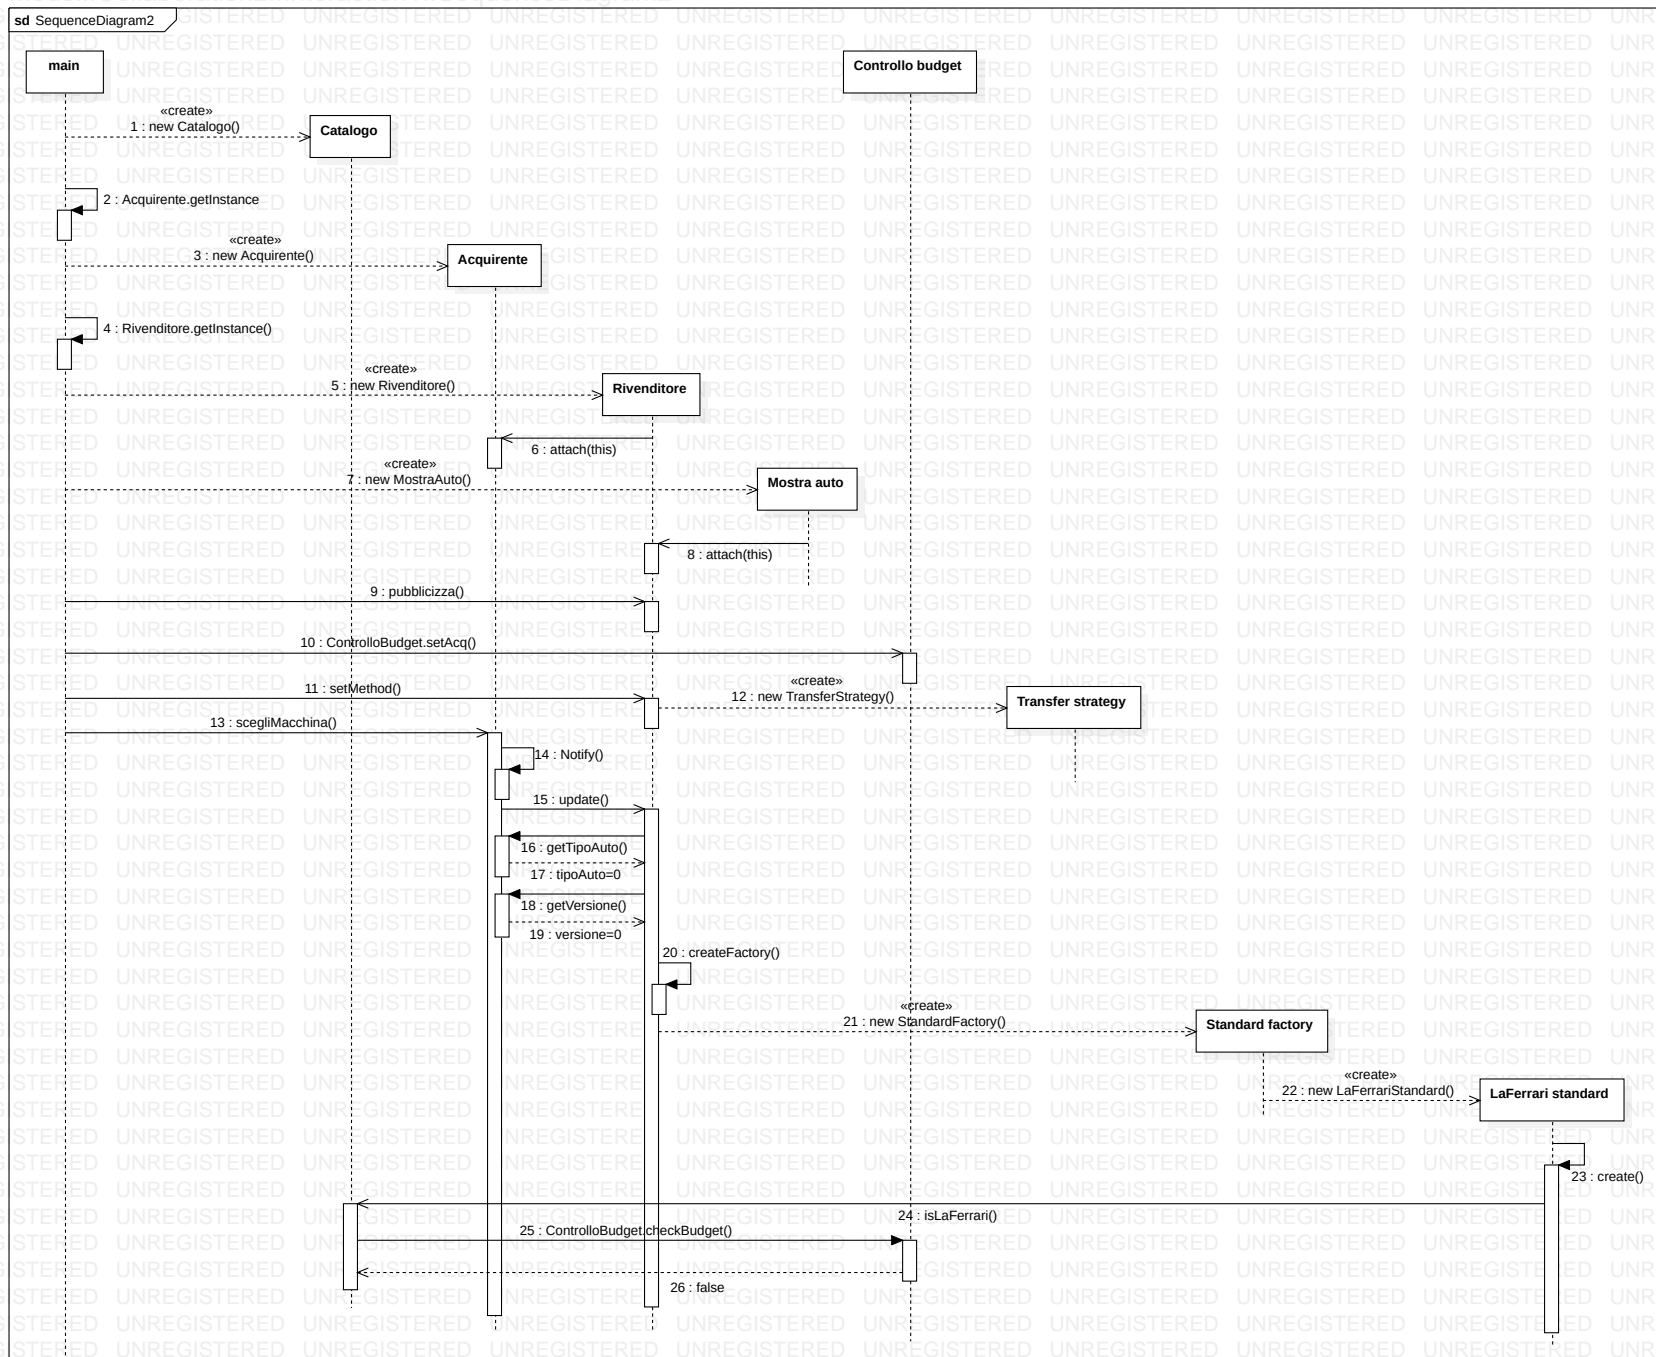 sd SequenceDiagram2
main
Controllo budget
«create»
1 : new Catalogo()
Catalogo
2 : Acquirente.getInstance
«create»
3 : new Acquirente()
Acquirente
4 : Rivenditore.getInstance()
«create»
5 : new Rivenditore()
Rivenditore
6 : attach(this)
«create»
7 : new MostraAuto()
Mostra auto
8 : attach(this)
9 : pubblicizza()
10 : ControlloBudget.setAcq()
11 : setMethod()
«create»
12 : new TransferStrategy()
Transfer strategy
13 : scegliMacchina()
14 : Notify()
15 : update()
16 : getTipoAuto()
17 : tipoAuto=0
18 : getVersione()
19 : versione=0
20 : createFactory()
«create»
21 : new StandardFactory()
Standard factory
«create»
22 : new LaFerrariStandard()
LaFerrari standard
23 : create()
24 : isLaFerrari()
25 : ControlloBudget.checkBudget()
26 : false
UNREGISTERED